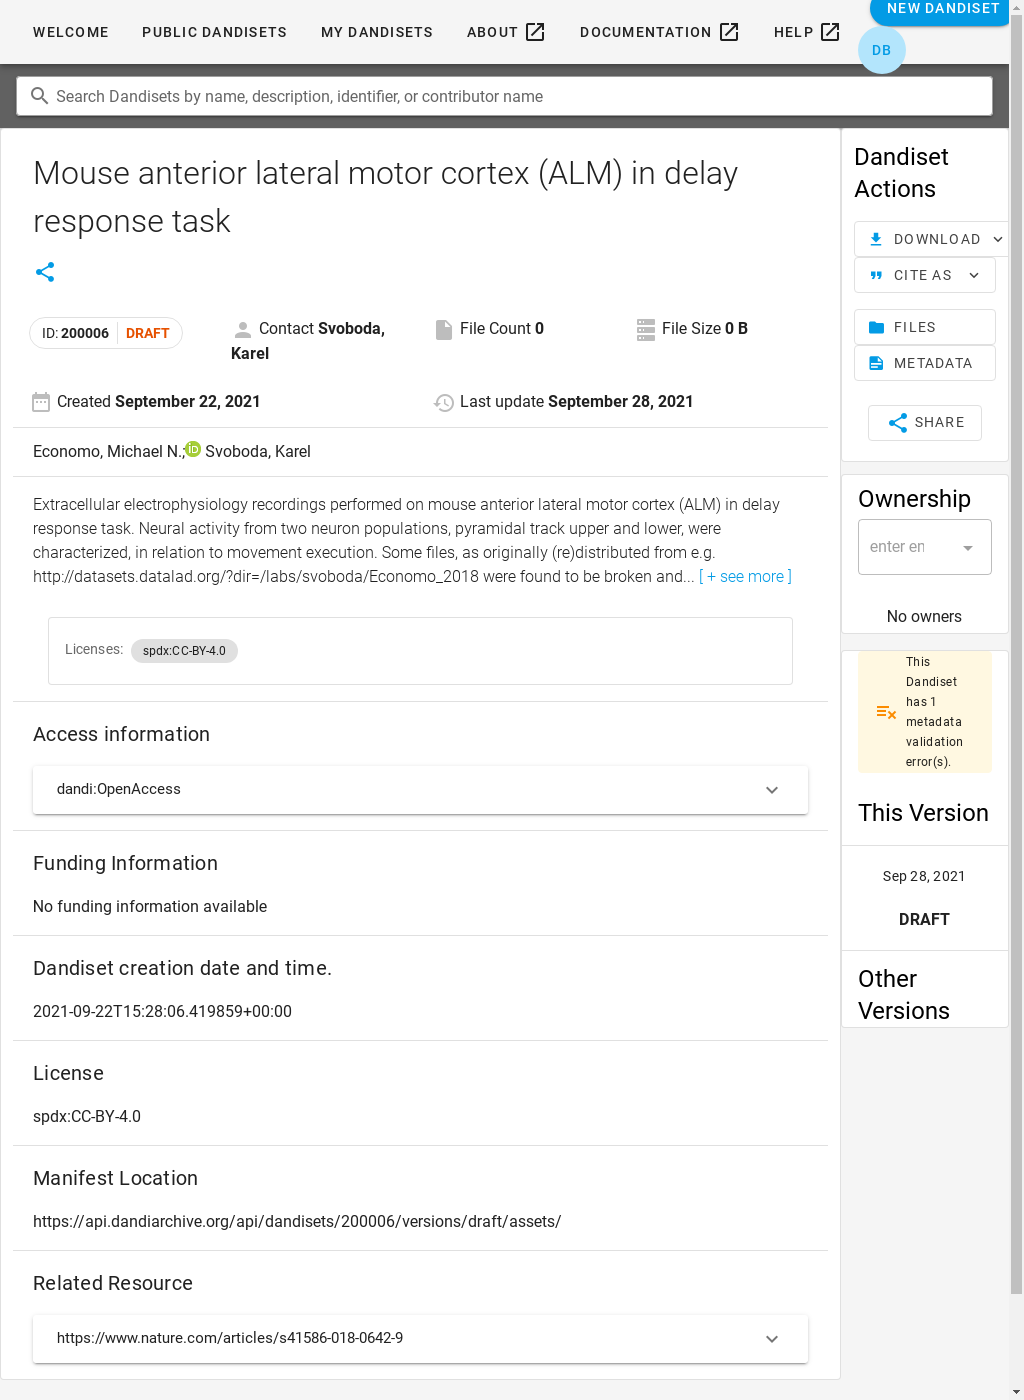 WELCOME PUBLIC DANDISETS MY DANDISETS ABOUT DOCUMENTATION HELP NEW DANDISET
DB
Search Dandisets by name, description, identifier, or contributor name
Mouse anterior lateral motor cortex (ALM) in delay
response task
ID: 200006 DRAFT
Contact Svoboda,
Karel
File Count 0
File Size 0 B
Created September 22, 2021
Last update September 28, 2021
Economo, Michael N.; iD Svoboda, Karel
Extracellular electrophysiology recordings performed on mouse anterior lateral motor cortex (ALM) in delay
response task. Neural activity from two neuron populations, pyramidal track upper and lower, were
characterized, in relation to movement execution. Some files, as originally (re)distributed from e.g.
http://datasets.datalad.org/?dir=/labs/svoboda/Economo_2018 were found to be broken and... [ + see more ]
Licenses: spdx:CC-BY-4.0
Access information
dandi:OpenAccess
Funding Information
No funding information available
Dandiset creation date and time.
2021-09-22T15:28:06.419859+00:00
License
spdx:CC-BY-4.0
Manifest Location
https://api.dandiarchive.org/api/dandisets/200006/versions/draft/assets/
Related Resource
https://www.nature.com/articles/s41586-018-0642-9
Dandiset
Actions
DOWNLOAD
CITE AS
FILES
METADATA
SHARE
Ownership
enter en
No owners
This
Dandiset
has 1
metadata
validation
error(s).
This Version
Sep 28, 2021
DRAFT
Other
Versions